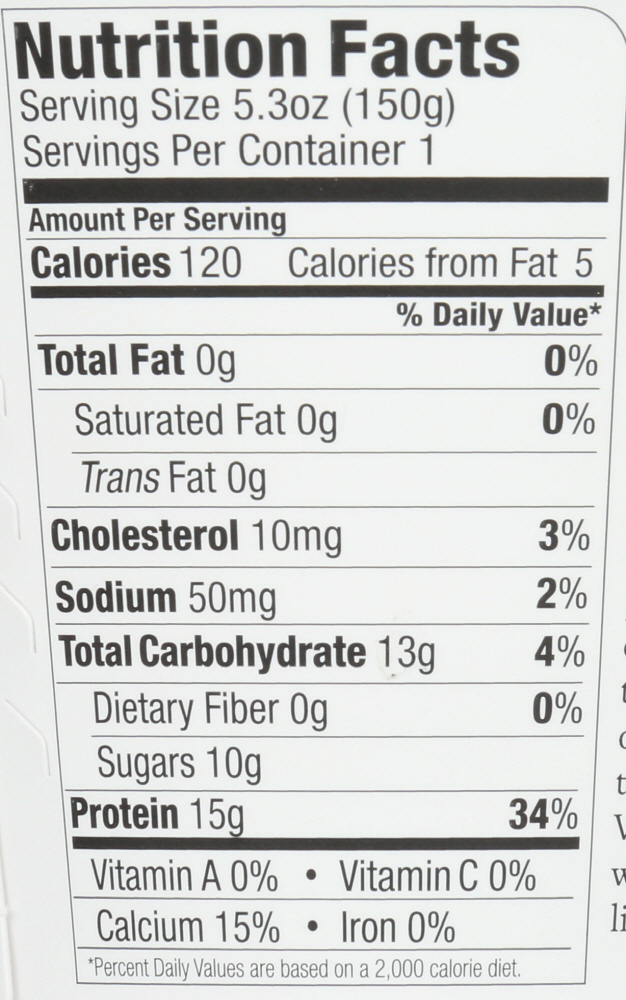 Nutrition Facts
Serving Size 5.3oz (150g)
Servings Per Container 1
Amount Per Serving
Calories 120 Calories from Fat 5
% Daily Value*
Total Fat 0g 0%
Saturated Fat 0g 0%
Trans Fat 0g
Cholesterol 10mg 3%
Sodium 50mg 2%
Total Carbohydrate 13g 4%
Dietary Fiber 0g 0%
Sugars 10g
Protein 15g 34%
Vitamin A 0% • Vitamin C 0%
Calcium 15% • Iron 0%
*Percent Daily Values are based on a 2,000 calorie diet.